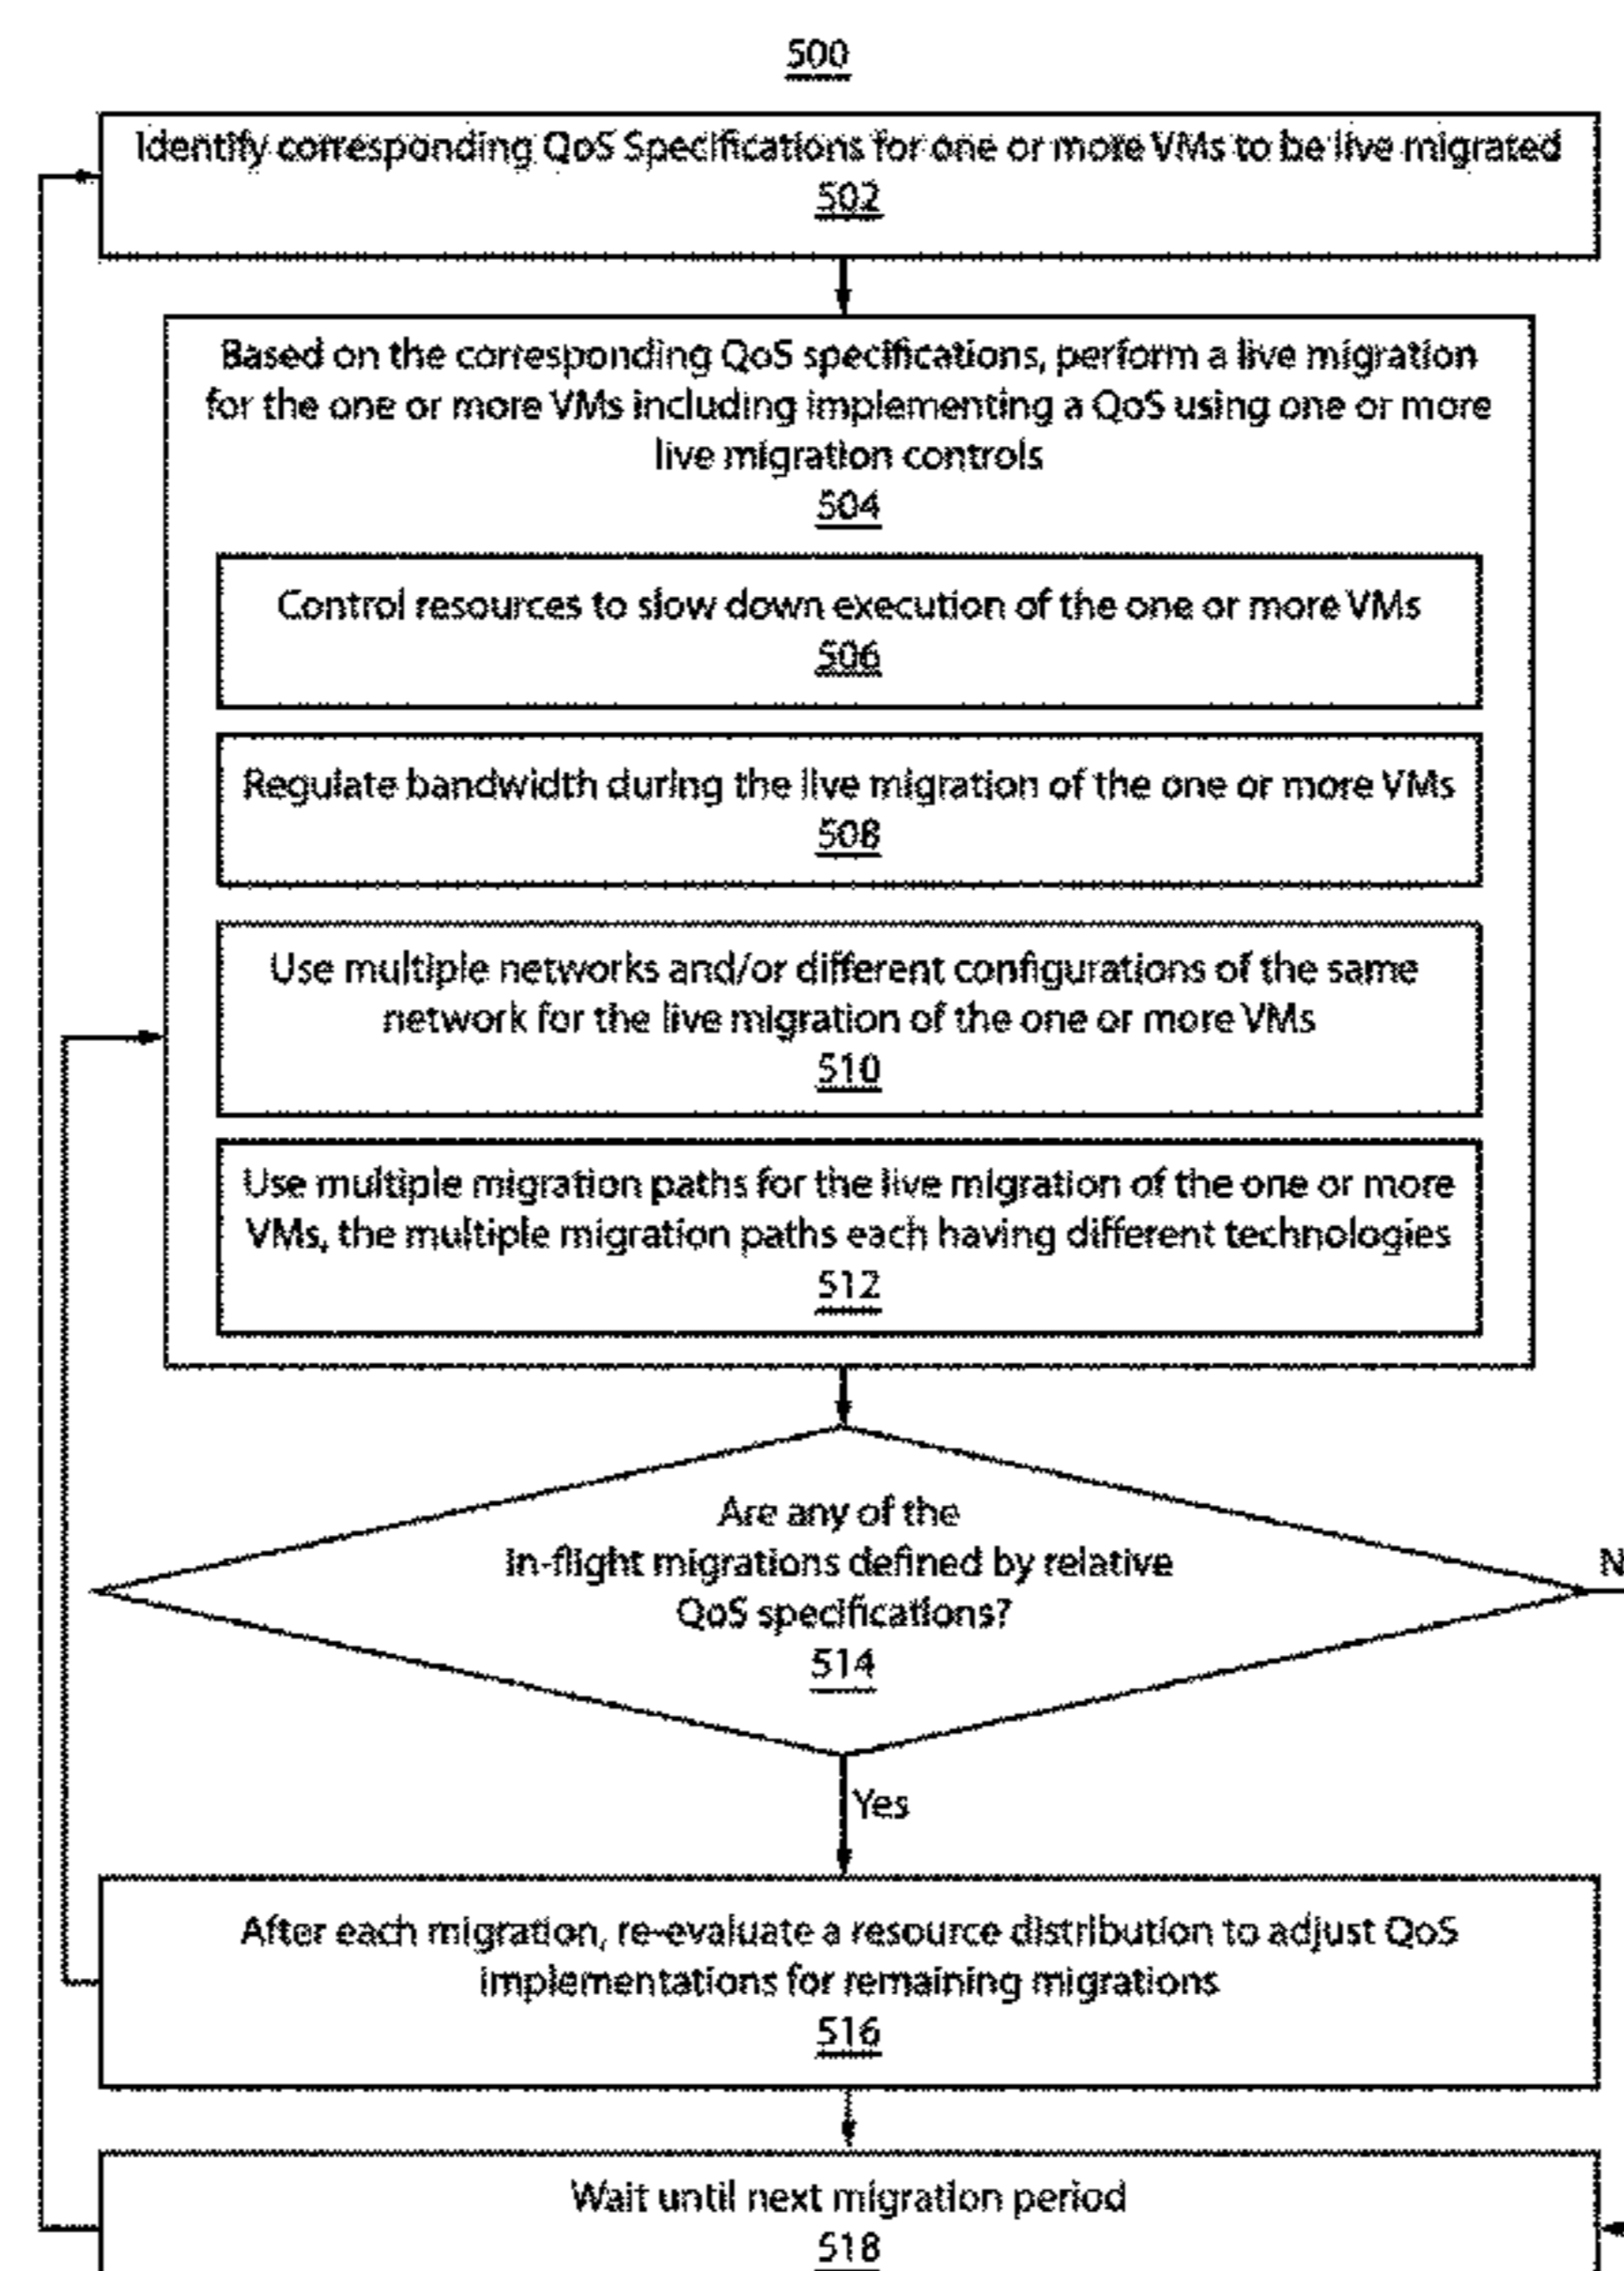 500
Identify corresponding QoS Specifications for one or more VMs to be live migrated
502
Based on the corresponding QoS specifications, perform a live migration
for the one or more VMs including implementing a QoS using one or more
live migration controls
504
Control resources to slow down execution of the one or more VMs
506
Regulate bandwidth during the live migration of the one or more VMs
508
Use multiple networks and/or different configurations of the same
network for the live migration of the one or more VMs
510
Use multiple migration paths for the live migration of the one or more
VMs, the multiple migration paths each having different technologies
512
Are any of the
in-flight migrations defined by relative
QoS specifications?
514
N
Yes
After each migration, re-evaluate a resource distribution to adjust QoS
implementations for remaining migrations
516
Wait until next migration period
518